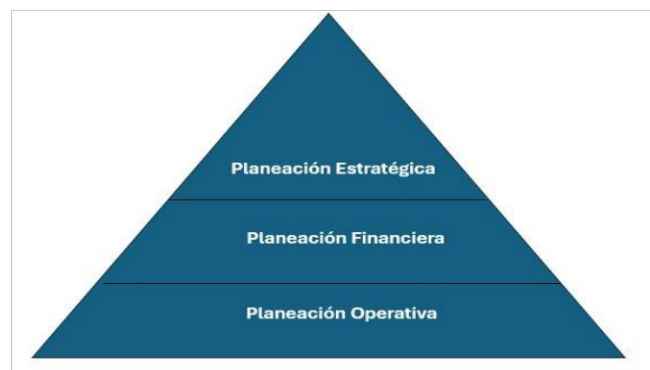 Planeación Estratégica
Planeación Financiera
Planeación Operativa